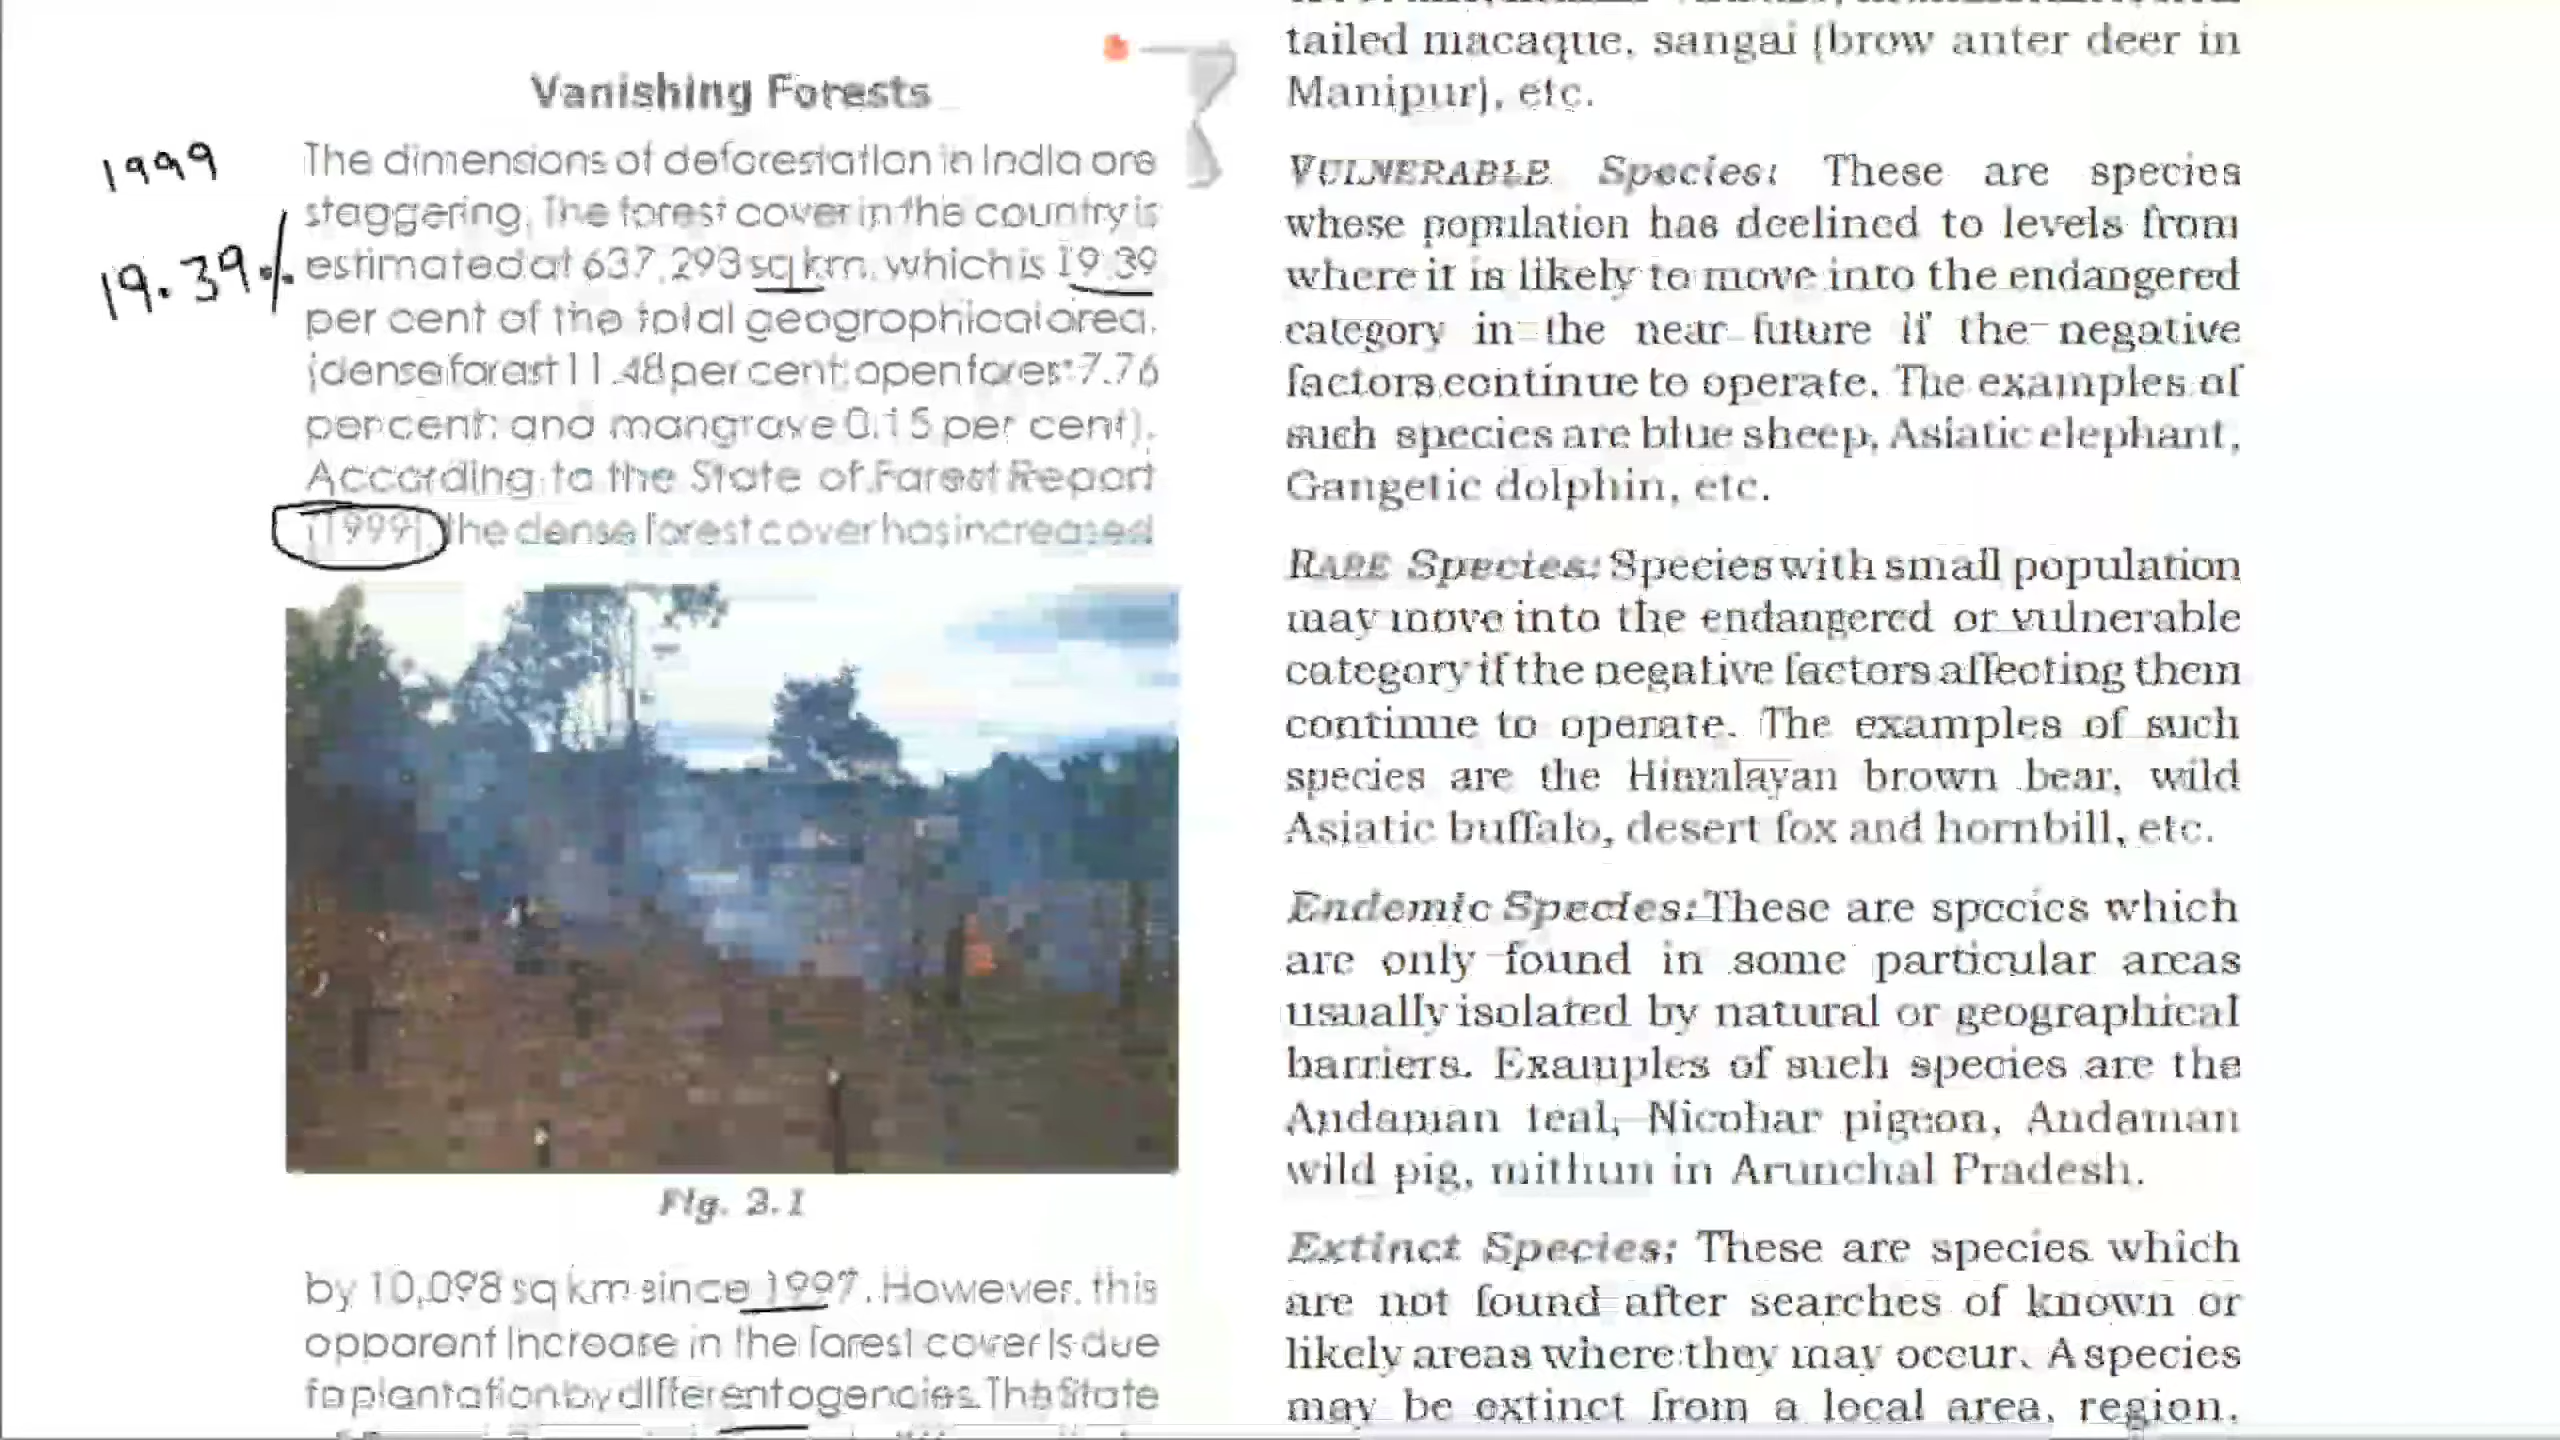 Vanishing Forests
1999
19.39%
The dimensions of deforestation in India are
staggering. The forest cover in the country is
estimated at 637,293 sq km, which is 19.39
per cent of the total geographical area.
(dense forest 11.48 per cent; open forest 7.76
per cent; and mangrove 0.15 per cent).
According to the State of Forest Report
(1999), the dense forest cover has increased
Fig. 2.1
by 10,098 sq km since 1997. However, this
apparent increase in the forest cover is due
to plantation by different agencies. The State
tailed macaque, sangai (brow anter deer in
Manipur), etc.
VULNERABLE Species: These are species
whose population has declined to levels from
where it is likely to move into the endangered
category in the near future if the negative
factors continue to operate. The examples of
such species are blue sheep, Asiatic elephant,
Gangetic dolphin, etc.
RARE Species: Species with small population
may move into the endangered or vulnerable
category if the negative factors affecting them
continue to operate. The examples of such
species are the Himalayan brown bear, wild
Asiatic buffalo, desert fox and hornbill, etc.
Endemic Species: These are species which
are only found in some particular areas
usually isolated by natural or geographical
barriers. Examples of such species are the
Andaman teal, Nicobar pigeon, Andaman
wild pig, mithun in Arunchal Pradesh.
Extinct Species: These are species which
are not found after searches of known or
likely areas where they may occur. A species
may be extinct from a local area, region,